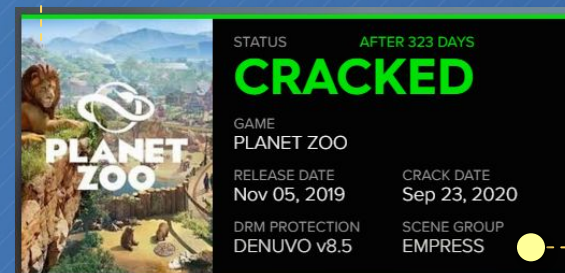 PLANET
ZOO
STATUS AFTER 323 DAYS
CRACKED
GAME
PLANET ZOO
RELEASE DATE CRACK DATE
Nov 05, 2019 Sep 23, 2020
DRM PROTECTION SCENE GROUP
DENUVO v8.5 EMPRESS